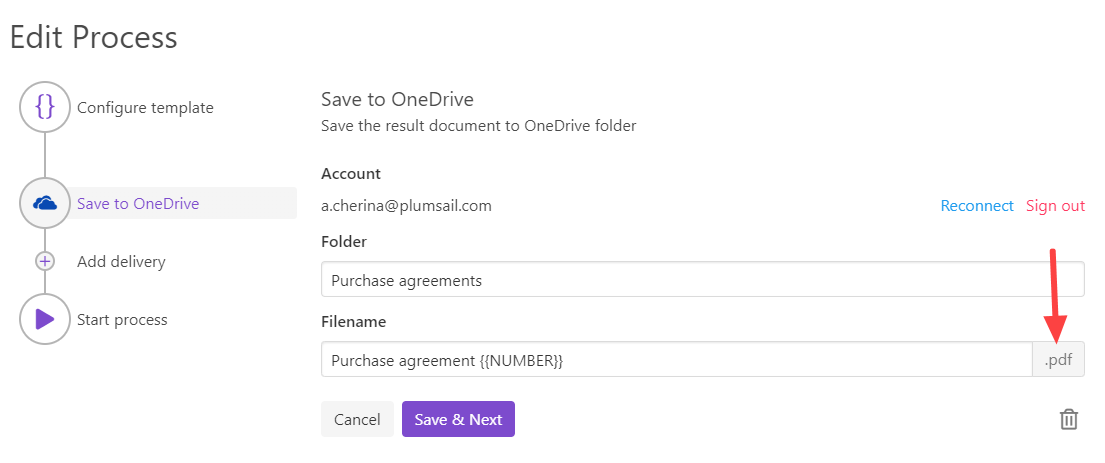 Edit Process
{}
Configure template
Save to OneDrive
Add delivery
Start process
Save to OneDrive
Save the result document to OneDrive folder
Account
a.cherina@plumsail.com Reconnect Sign out
Folder
Purchase agreements
Filename
Purchase agreement {{NUMBER}} .pdf
Cancel Save & Next